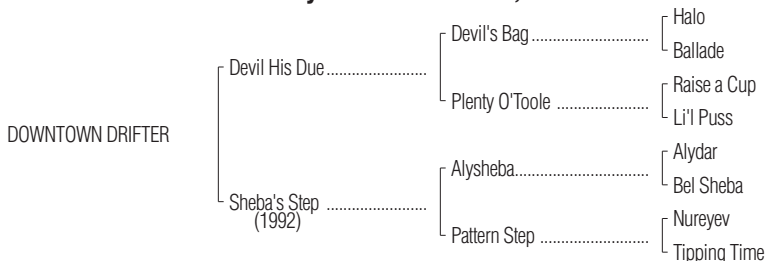 Halo
Devil's Bag
Ballade
Devil His Due
Raise a Cup
Plenty O'Toole
Li'l Puss
DOWNTOWN DRIFTER
Alydar
Alysheba
Bel Sheba
Sheba's Step
(1992)
Nureyev
Pattern Step
Tipping Time